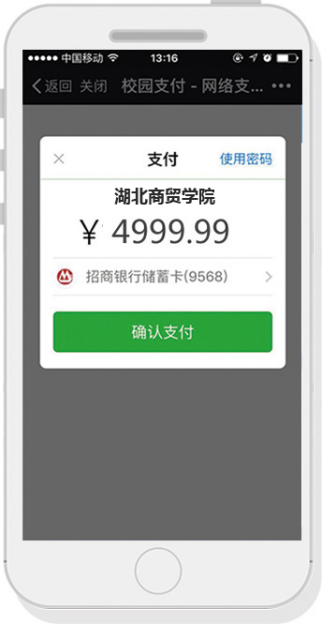 中国移动 13:16
返回 关闭 校园支付 - 网络支... •••
支付 使用密码
湖北商贸学院
¥ 4999.99
招商银行储蓄卡(9568)
确认支付